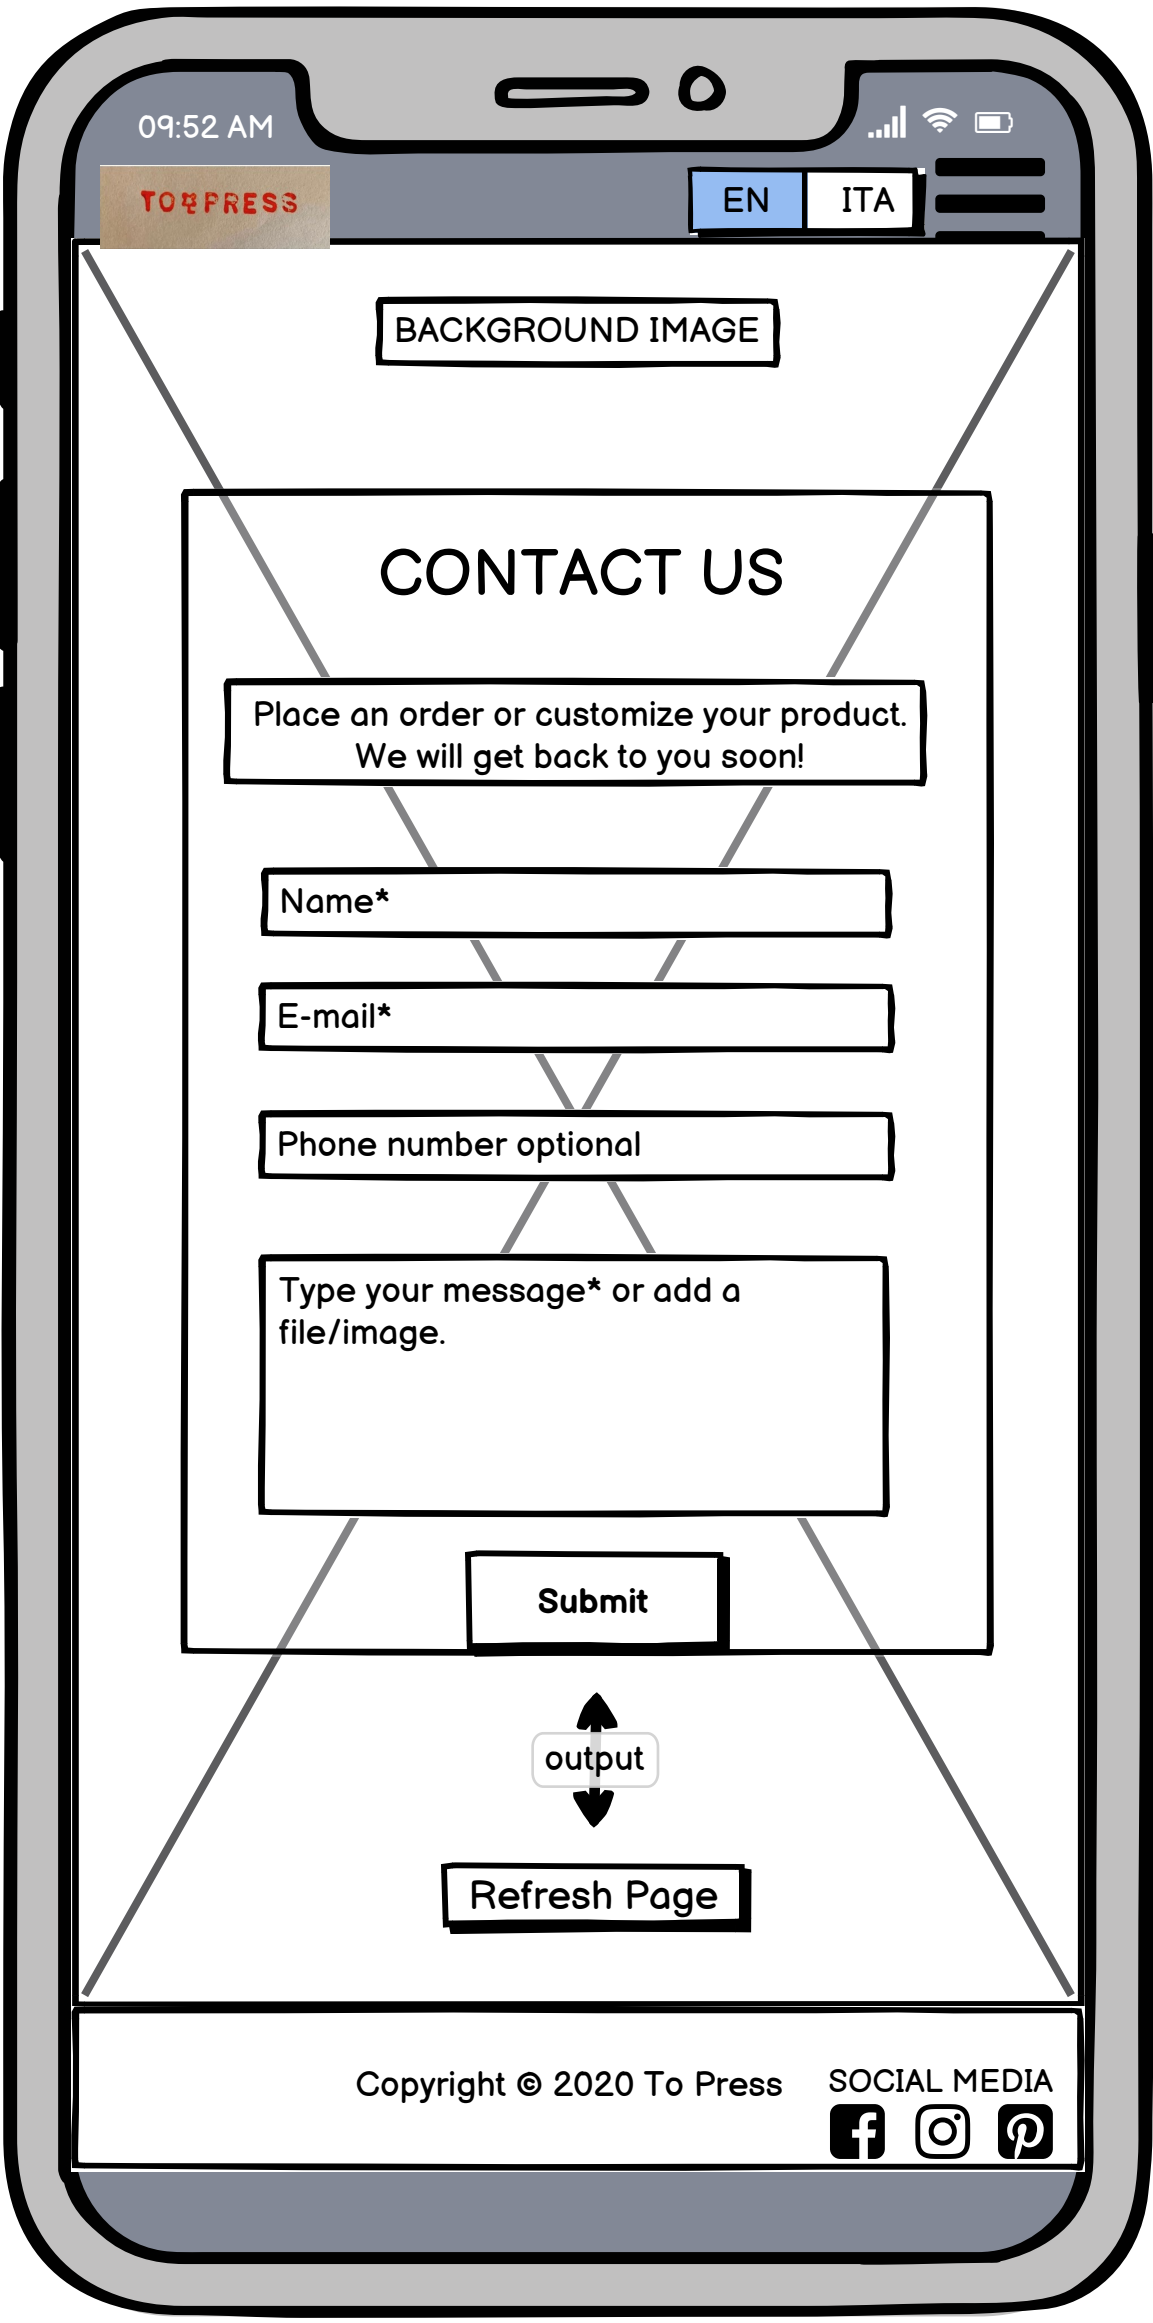 09:52 AM
TO PRESS
EN
ITA
BACKGROUND IMAGE
CONTACT US
Place an order or customize your product.
We will get back to you soon!
Name*
E-mail*
Phone number optional
Type your message* or add a
file/image.
Submit
output
Refresh Page
Copyright © 2020 To Press
SOCIAL MEDIA